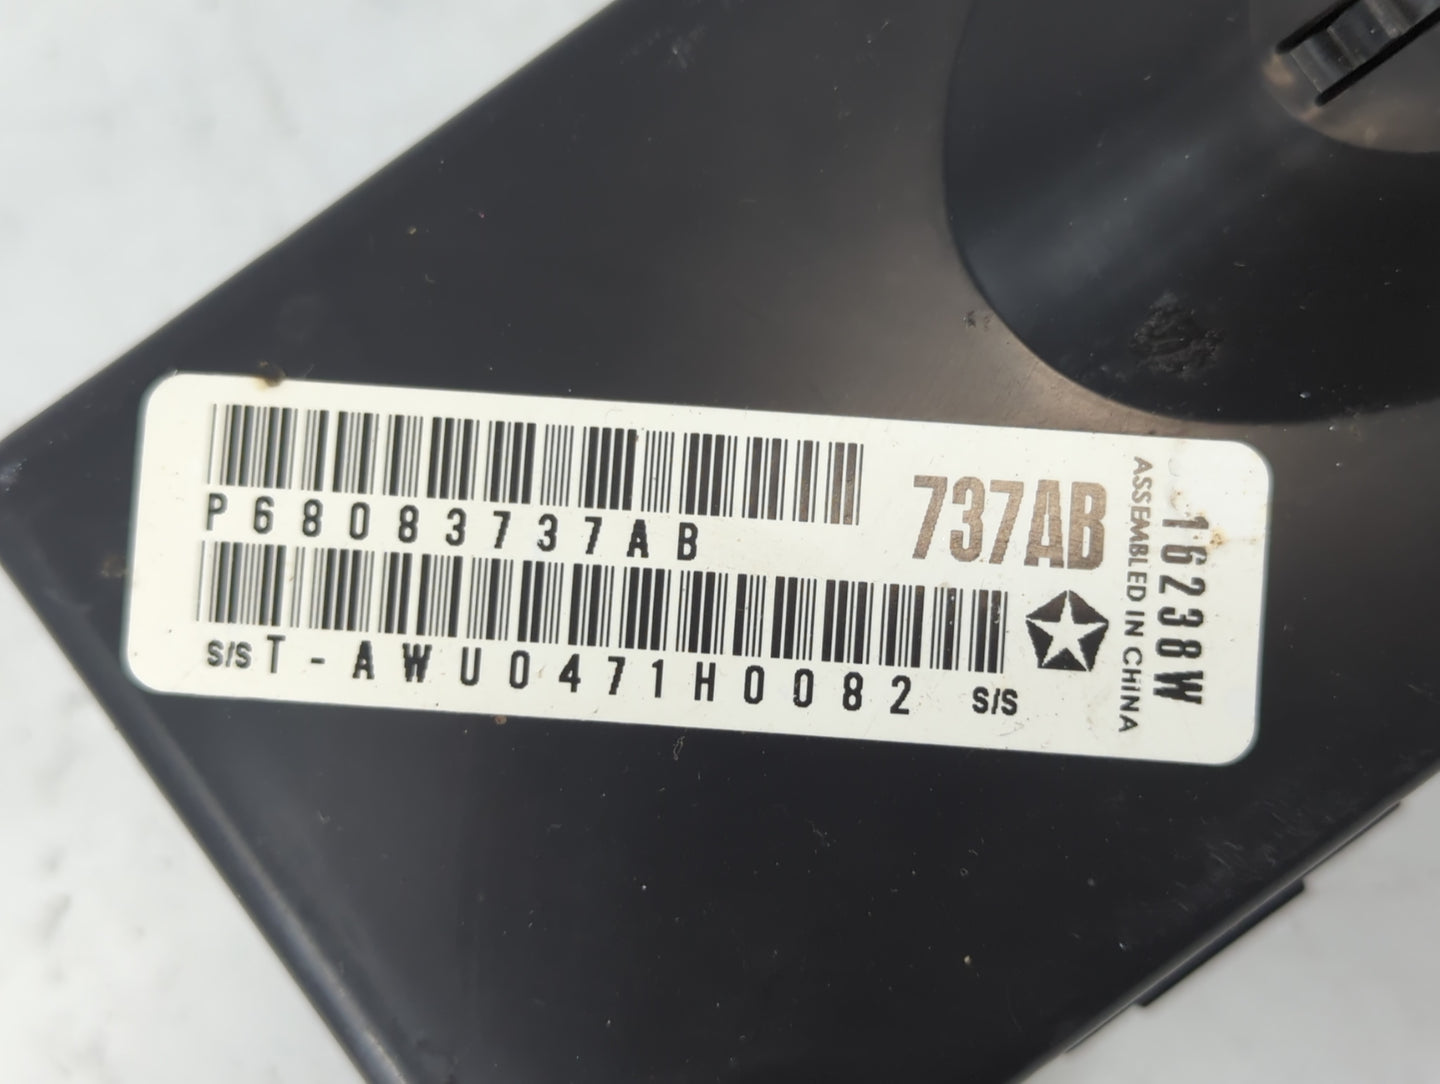 P68083737AB
737AB
s/s T-AWU0471H0082 s/s
ASSEMBLED IN CHINA
16238W